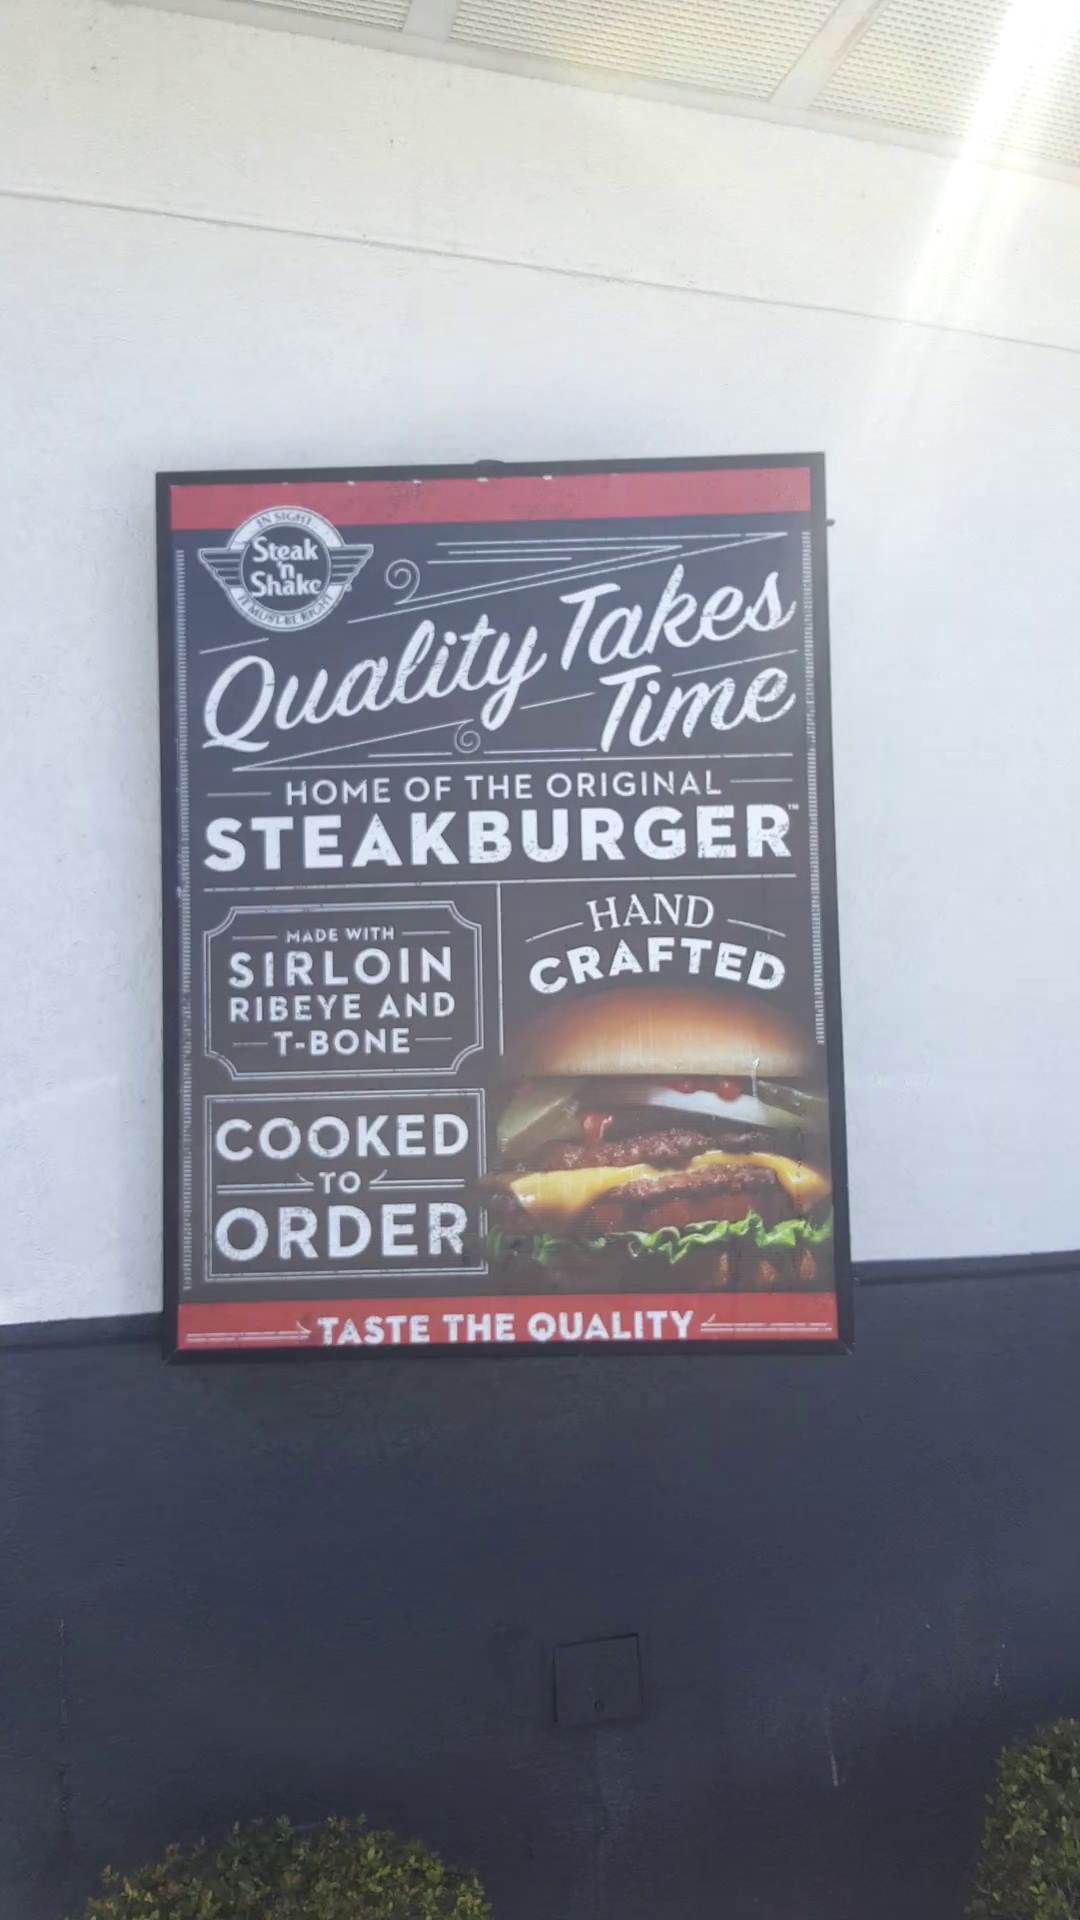 IN SIGHT
Steak
'n
Shake
IT MUST BE RIGHT
Quality Takes
Time
HOME OF THE ORIGINAL
STEAKBURGER™
MADE WITH
SIRLOIN
RIBEYE AND
T-BONE
HAND
CRAFTED
COOKED
TO
ORDER
TASTE THE QUALITY